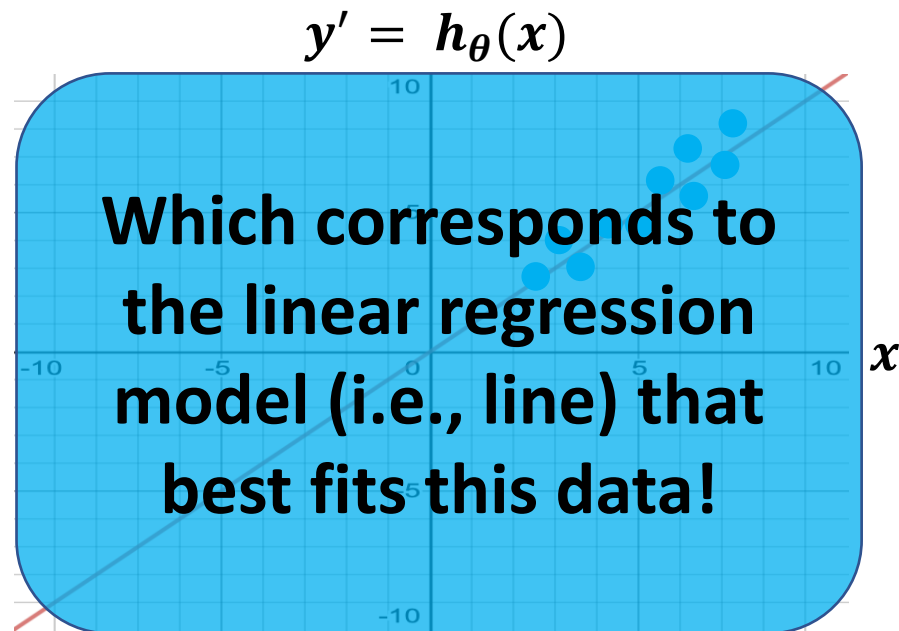 y′ = hθ(x)
10
Which corresponds to
5
the linear regression
-10 -5 0 5 10 x
model (i.e., line) that
best fits this data!
-5
-10